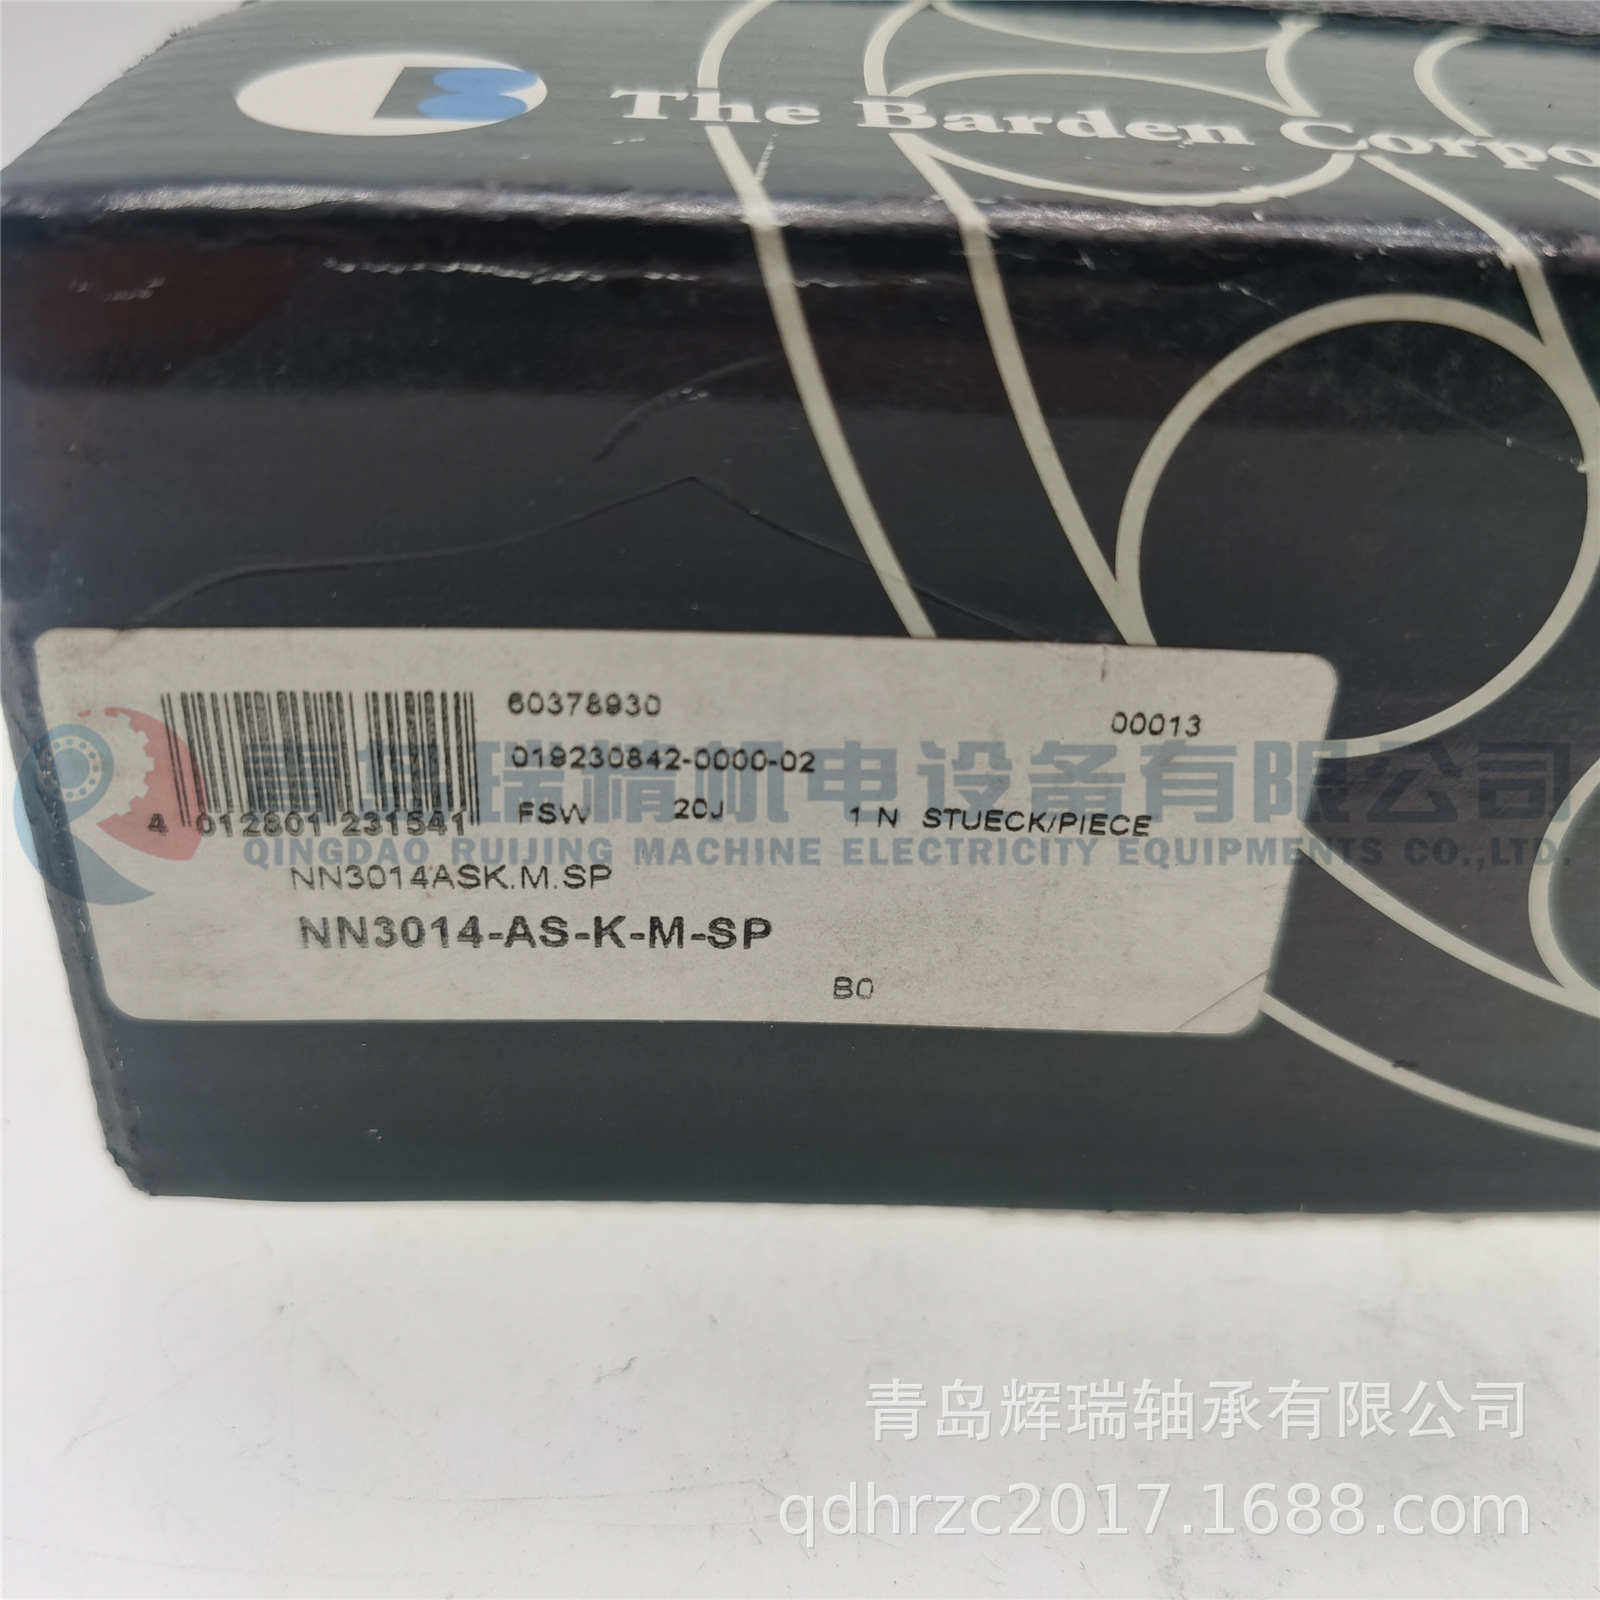 The Barden Corpo
60378930
00013
019230842-0000-02
FSW 20J 1 N STUECK/PIECE
4 012801 231541
NN3014ASK.M.SP
NN3014-AS-K-M-SP
B0
青岛瑞精机电设备有限公司
QINGDAO RUIJING MACHINE ELECTRICITY EQUIPMENTS CO.,LTD.
青岛辉瑞轴承有限公司
qdhrzc2017.1688.com